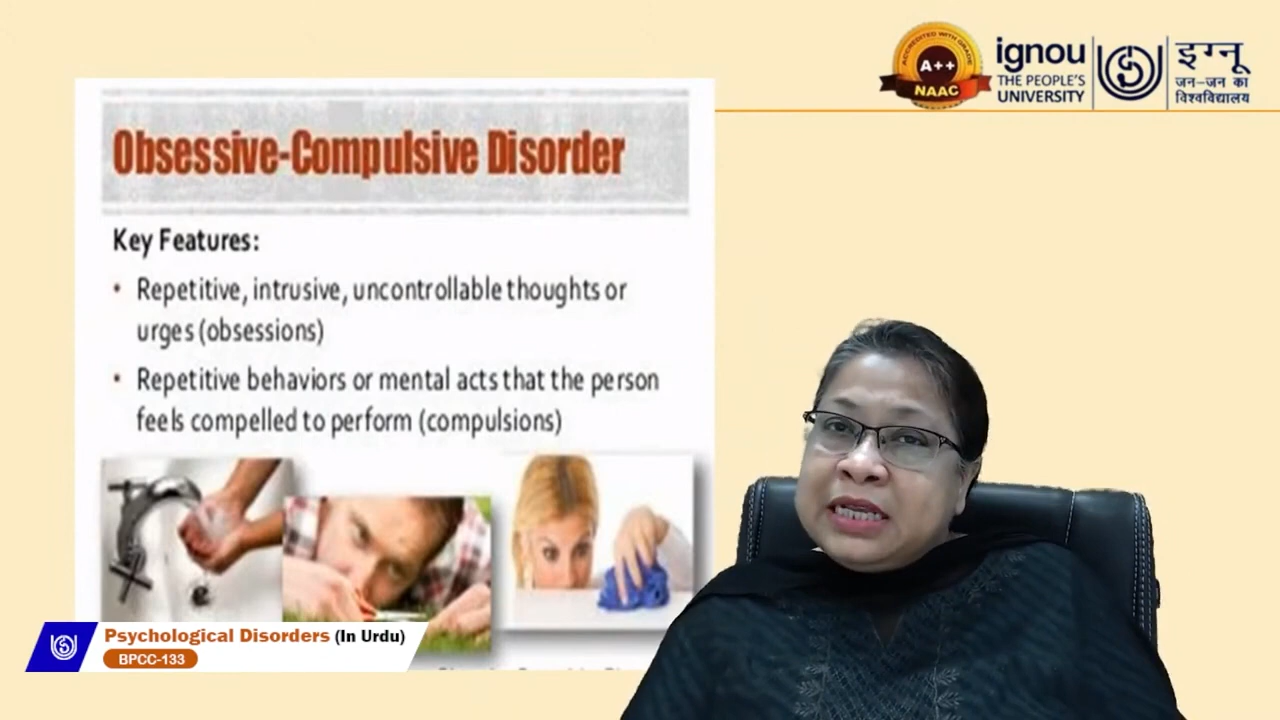 Obsessive-Compulsive Disorder
Key Features:
• Repetitive, intrusive, uncontrollable thoughts or
urges (obsessions)
• Repetitive behaviors or mental acts that the person
feels compelled to perform (compulsions)
ACCREDITED WITH GRADE
A++
NAAC
ignou
THE PEOPLE'S
UNIVERSITY
इग्नू
जन-जन का
विश्वविद्यालय
Psychological Disorders (In Urdu)
BPCC-133